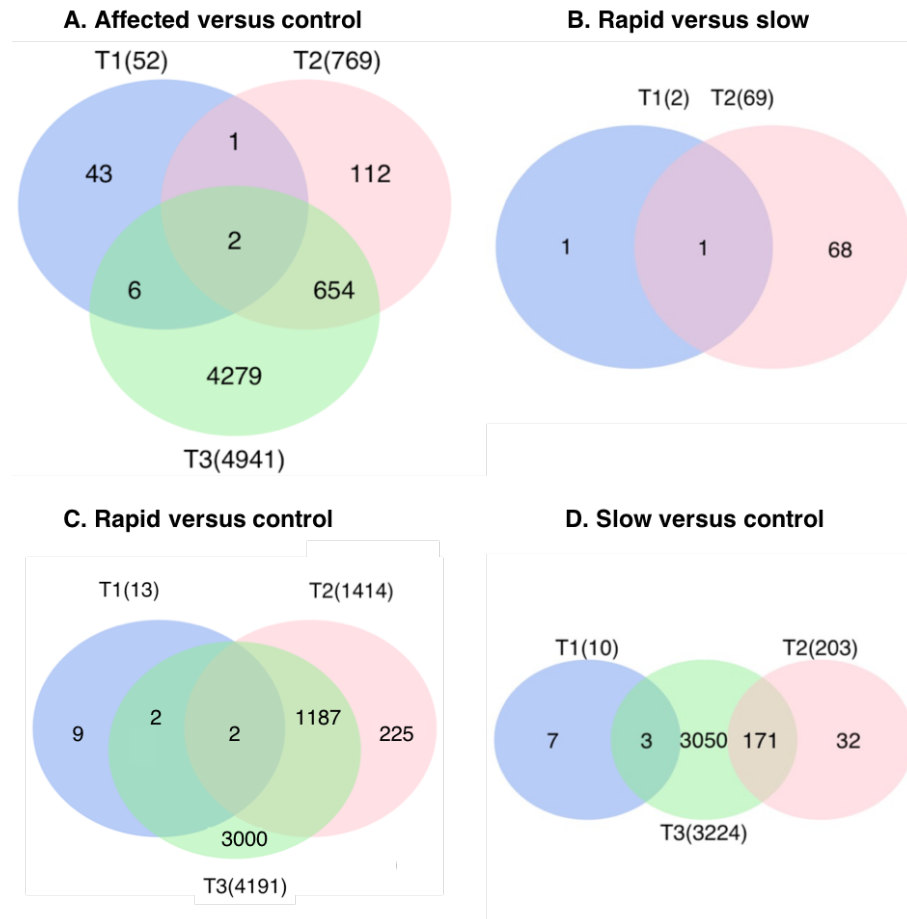 A. Affected versus control
T1(52)
T2(769)
1
43
112
2
6
654
4279
T3(4941)
B. Rapid versus slow
T1(2)
T2(69)
1
1
68
C. Rapid versus control
T1(13)
T2(1414)
2
1187
9
2
225
3000
T3(4191)
D. Slow versus control
T1(10)
T2(203)
7
3
3050
171
32
T3(3224)